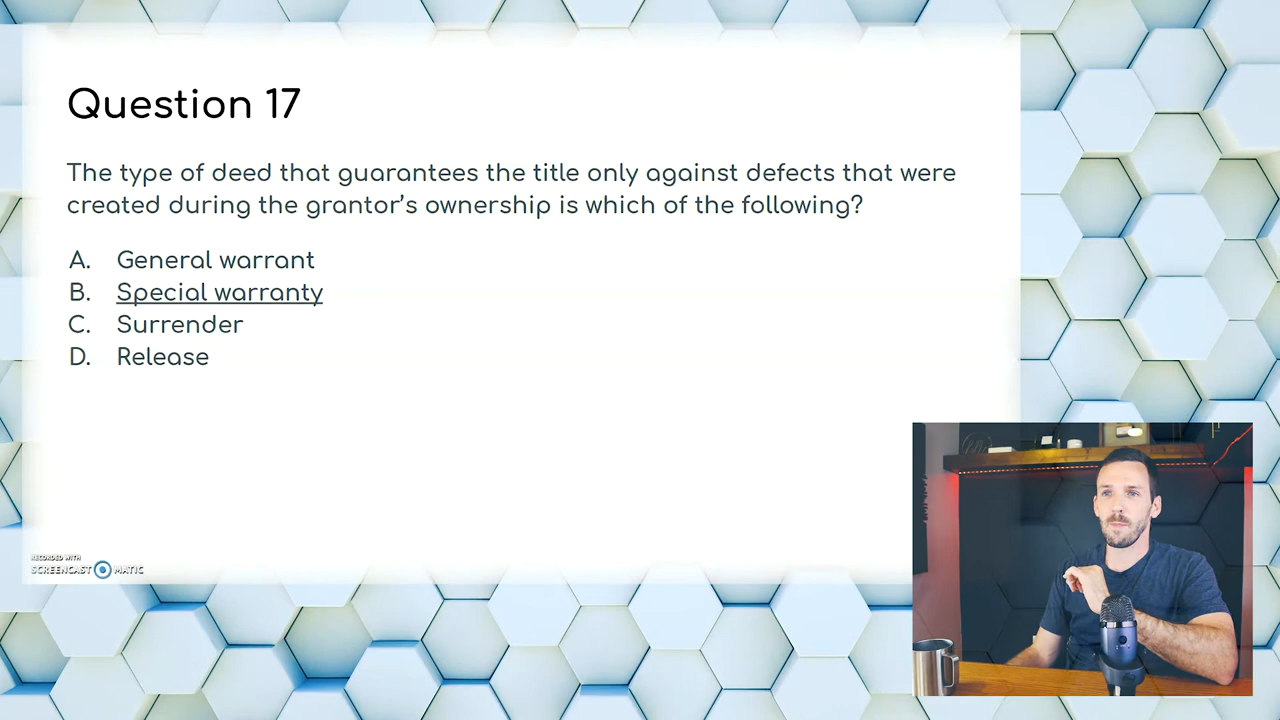 Question 17
The type of deed that guarantees the title only against defects that were
created during the grantor's ownership is which of the following?
A. General warrant
B. Special warranty
C. Surrender
D. Release
RECORDED WITH
SCREENCAST MATIC